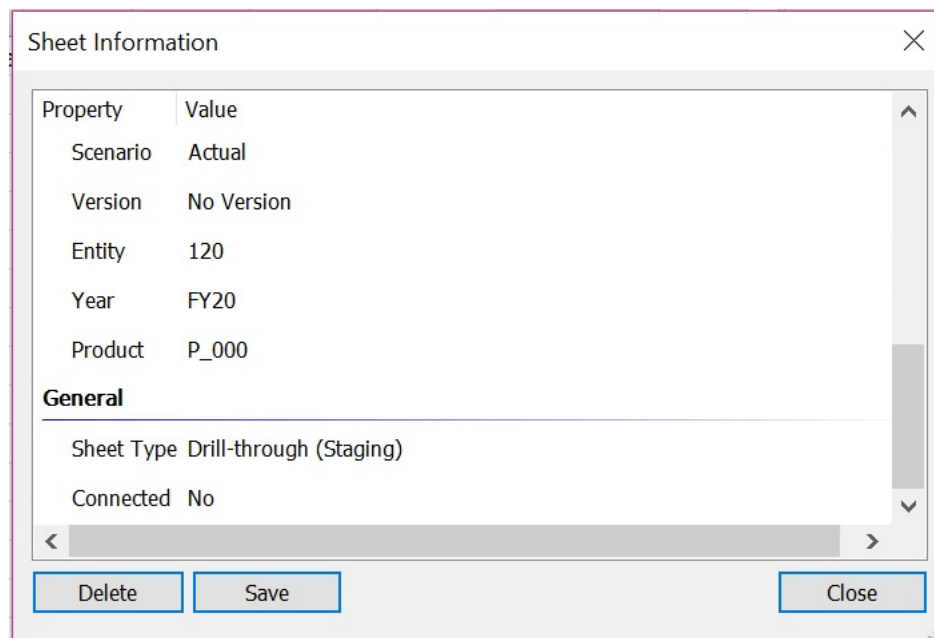 Sheet Information
Property Value
Scenario Actual
Version No Version
Entity 120
Year FY20
Product P_000
General
Sheet Type Drill-through (Staging)
Connected No
Delete Save Close